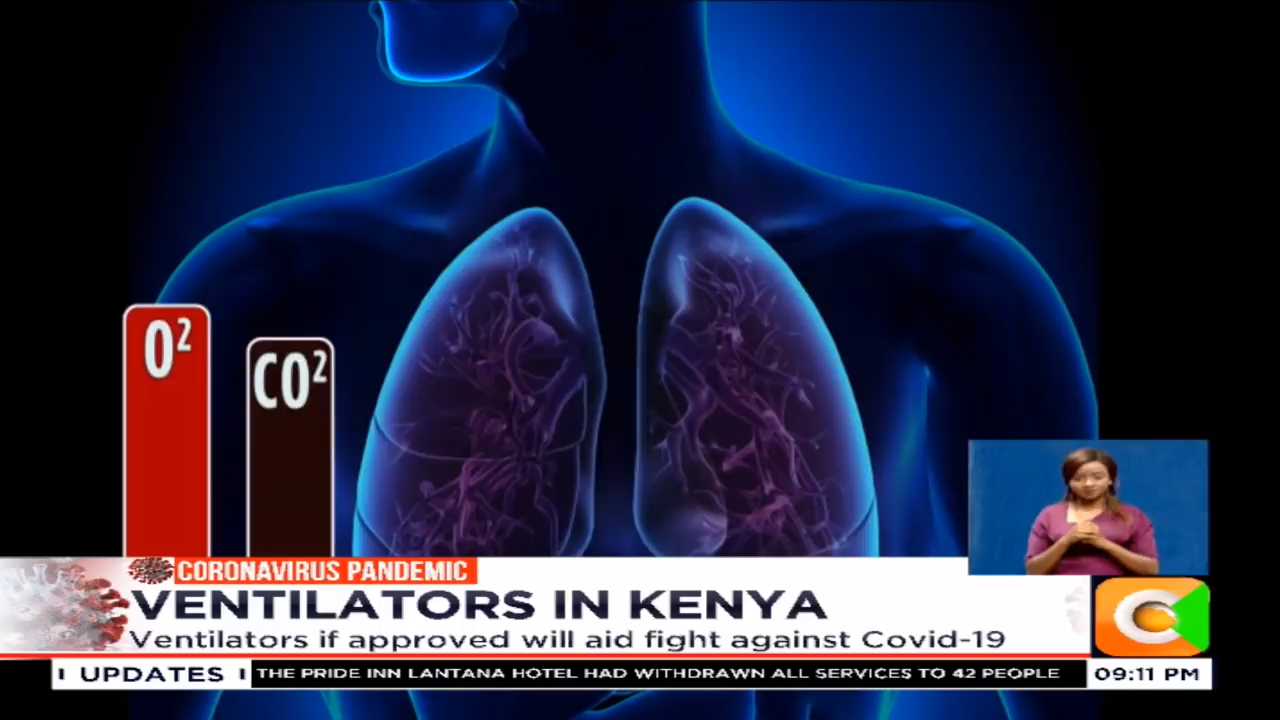 O²
CO²
CORONAVIRUS PANDEMIC
VENTILATORS IN KENYA
Ventilators if approved will aid fight against Covid-19
UPDATES
THE PRIDE INN LANTANA HOTEL HAD WITHDRAWN ALL SERVICES TO 42 PEOPLE
09:11 PM